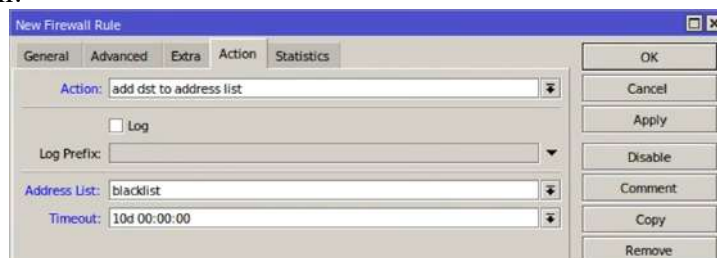 New Firewall Rule
General Advanced Extra Action Statistics
OK
Action: add dst to address list
Cancel
Log
Apply
Log Prefix:
Disable
Address List: blacklist
Comment
Timeout: 10d 00:00:00
Copy
Remove